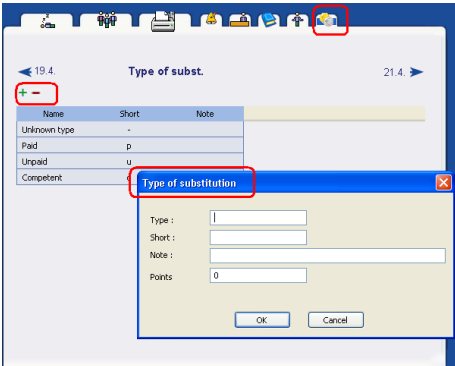 19.4.
Type of subst.
21.4.
+ -
Name Short Note
Unknown type -
Paid p
Unpaid u
Competent
Type of substitution
Type :
Short :
Note :
Points 0
OK Cancel